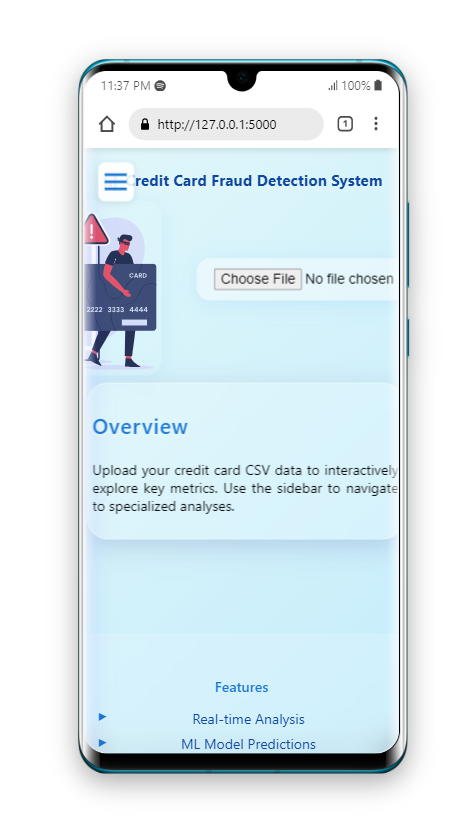 11:37 PM 100%
http://127.0.0.1:5000 1
redit Card Fraud Detection System
CARD
2222 3333 4444
Choose File No file chosen
Overview
Upload your credit card CSV data to interactively
explore key metrics. Use the sidebar to navigate
to specialized analyses.
Features
Real-time Analysis
ML Model Predictions